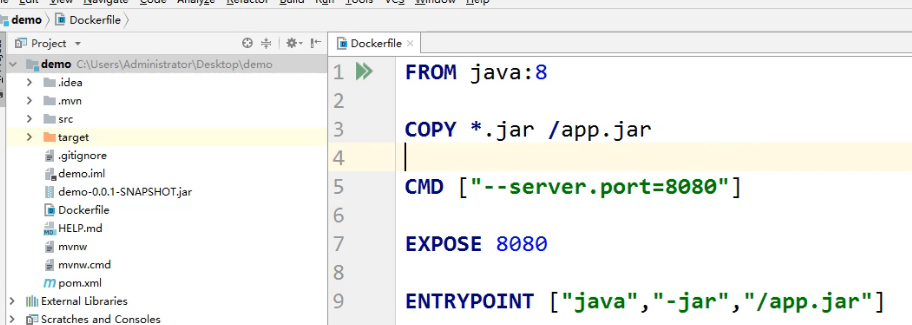 File Edit View Navigate Code Analyze Refactor Build Run Tools VCS Window Help
demo Dockerfile
Project
Dockerfile
demo C:\Users\Administrator\Desktop\demo
.idea
.mvn
src
target
.gitignore
demo.iml
demo-0.0.1-SNAPSHOT.jar
Dockerfile
HELP.md
mvnw
mvnw.cmd
pom.xml
External Libraries
Scratches and Consoles
1 FROM java:8
2
3 COPY *.jar /app.jar
4
5 CMD ["--server.port=8080"]
6
7 EXPOSE 8080
8
9 ENTRYPOINT ["java","-jar","/app.jar"]